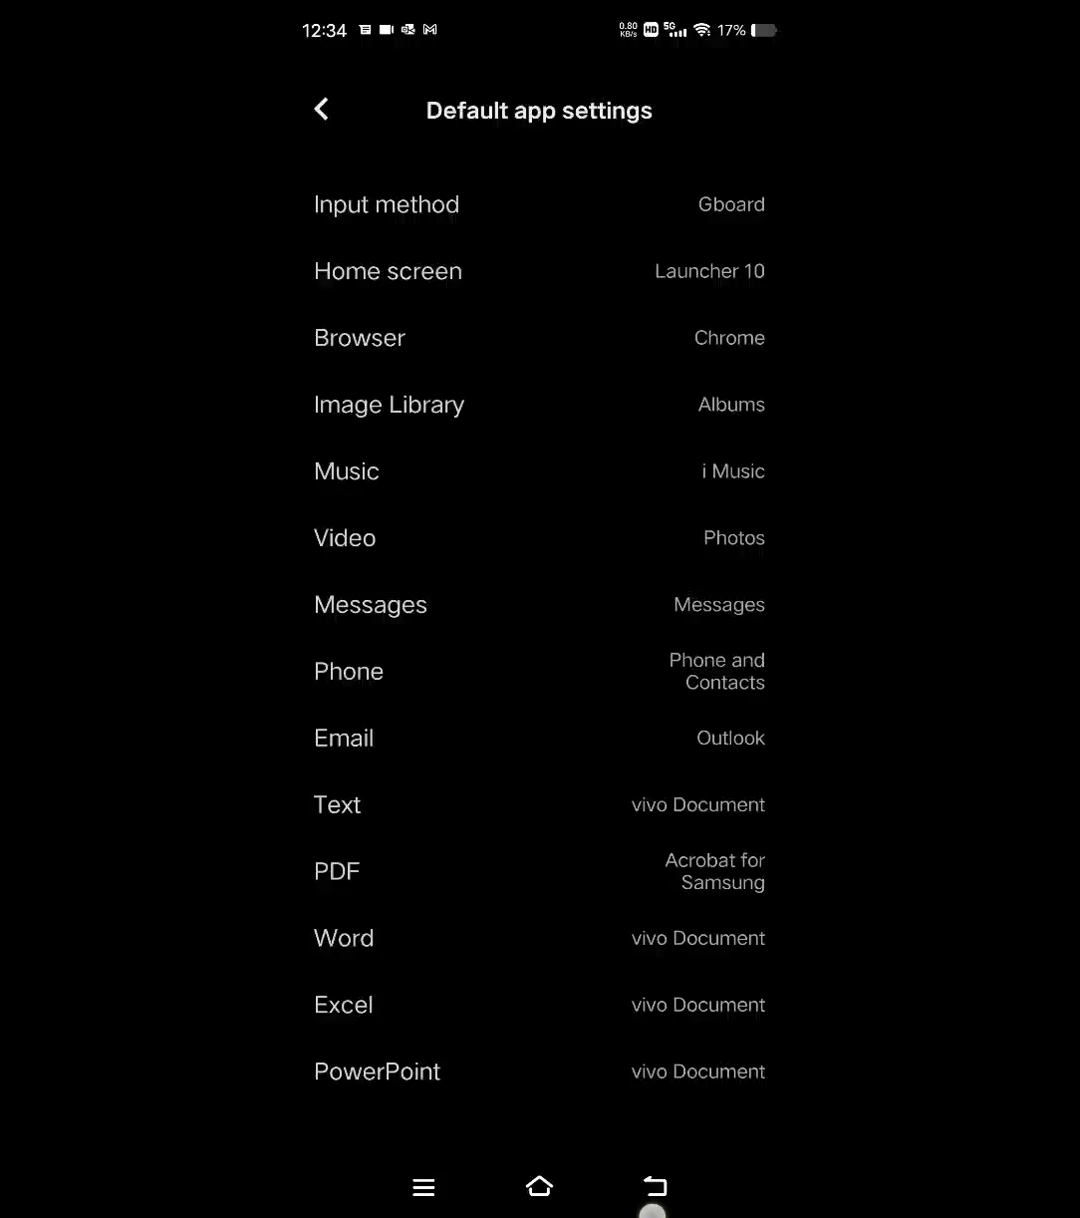 12:34 0.80 KB/s HD 5G 17%
Default app settings
Input method Gboard
Home screen Launcher 10
Browser Chrome
Image Library Albums
Music i Music
Video Photos
Messages Messages
Phone Phone and
Contacts
Email Outlook
Text vivo Document
PDF Acrobat for
Samsung
Word vivo Document
Excel vivo Document
PowerPoint vivo Document